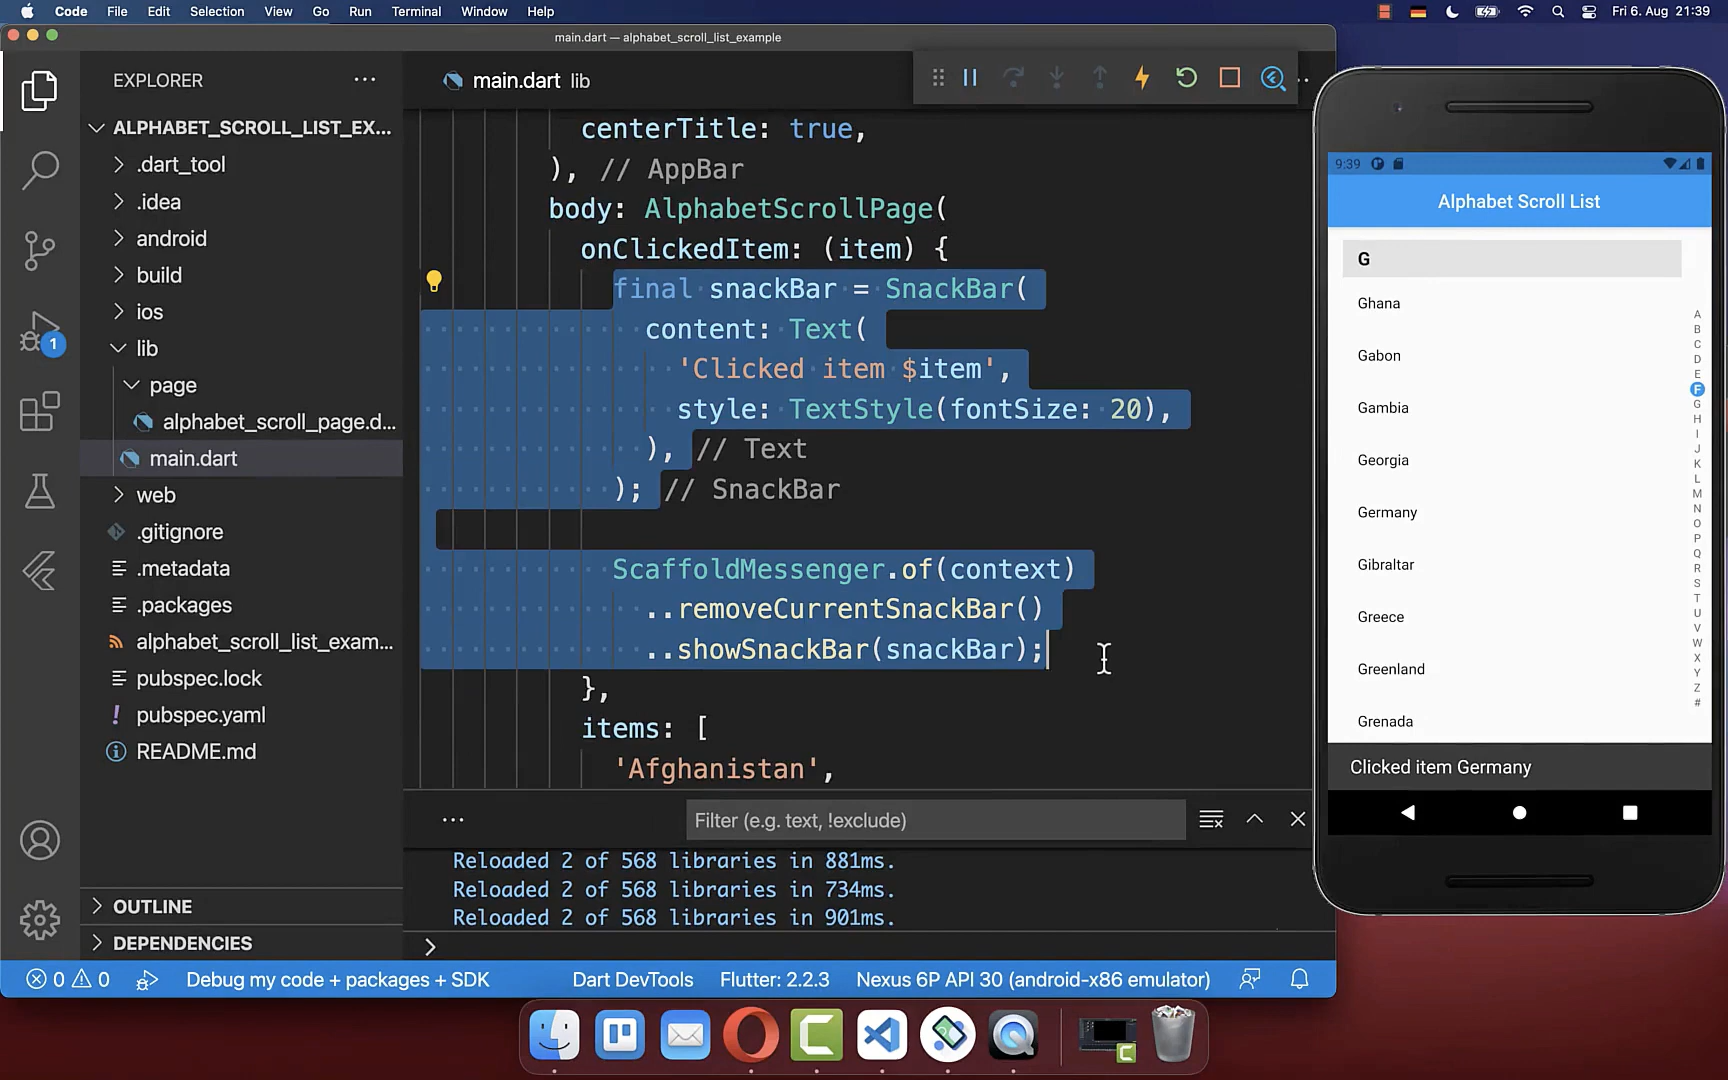 Code File Edit Selection View Go Run Terminal Window Help
Fri 6. Aug 21:39
main.dart — alphabet_scroll_list_example
EXPLORER
ALPHABET_SCROLL_LIST_EX...
.dart_tool
.idea
android
build
ios
lib
page
alphabet_scroll_page.d...
main.dart
web
.gitignore
.metadata
.packages
alphabet_scroll_list_exam...
pubspec.lock
pubspec.yaml
README.md
OUTLINE
DEPENDENCIES
1
main.dart lib
centerTitle: true,
), // AppBar
body: AlphabetScrollPage(
onClickedItem: (item) {
final snackBar = SnackBar(
content: Text(
'Clicked item $item',
style: TextStyle(fontSize: 20),
), // Text
); // SnackBar
ScaffoldMessenger.of(context)
..removeCurrentSnackBar()
..showSnackBar(snackBar);
},
items: [
'Afghanistan',
Filter (e.g. text, !exclude)
Reloaded 2 of 568 libraries in 881ms.
Reloaded 2 of 568 libraries in 734ms.
Reloaded 2 of 568 libraries in 901ms.
0 0 Debug my code + packages + SDK Dart DevTools Flutter: 2.2.3 Nexus 6P API 30 (android-x86 emulator)
9:39
Alphabet Scroll List
G
Ghana
Gabon
Gambia
Georgia
Germany
Gibraltar
Greece
Greenland
Grenada
A
B
C
D
E
F
G
H
I
J
K
L
M
N
O
P
Q
R
S
T
U
V
W
X
Y
Z
#
Clicked item Germany